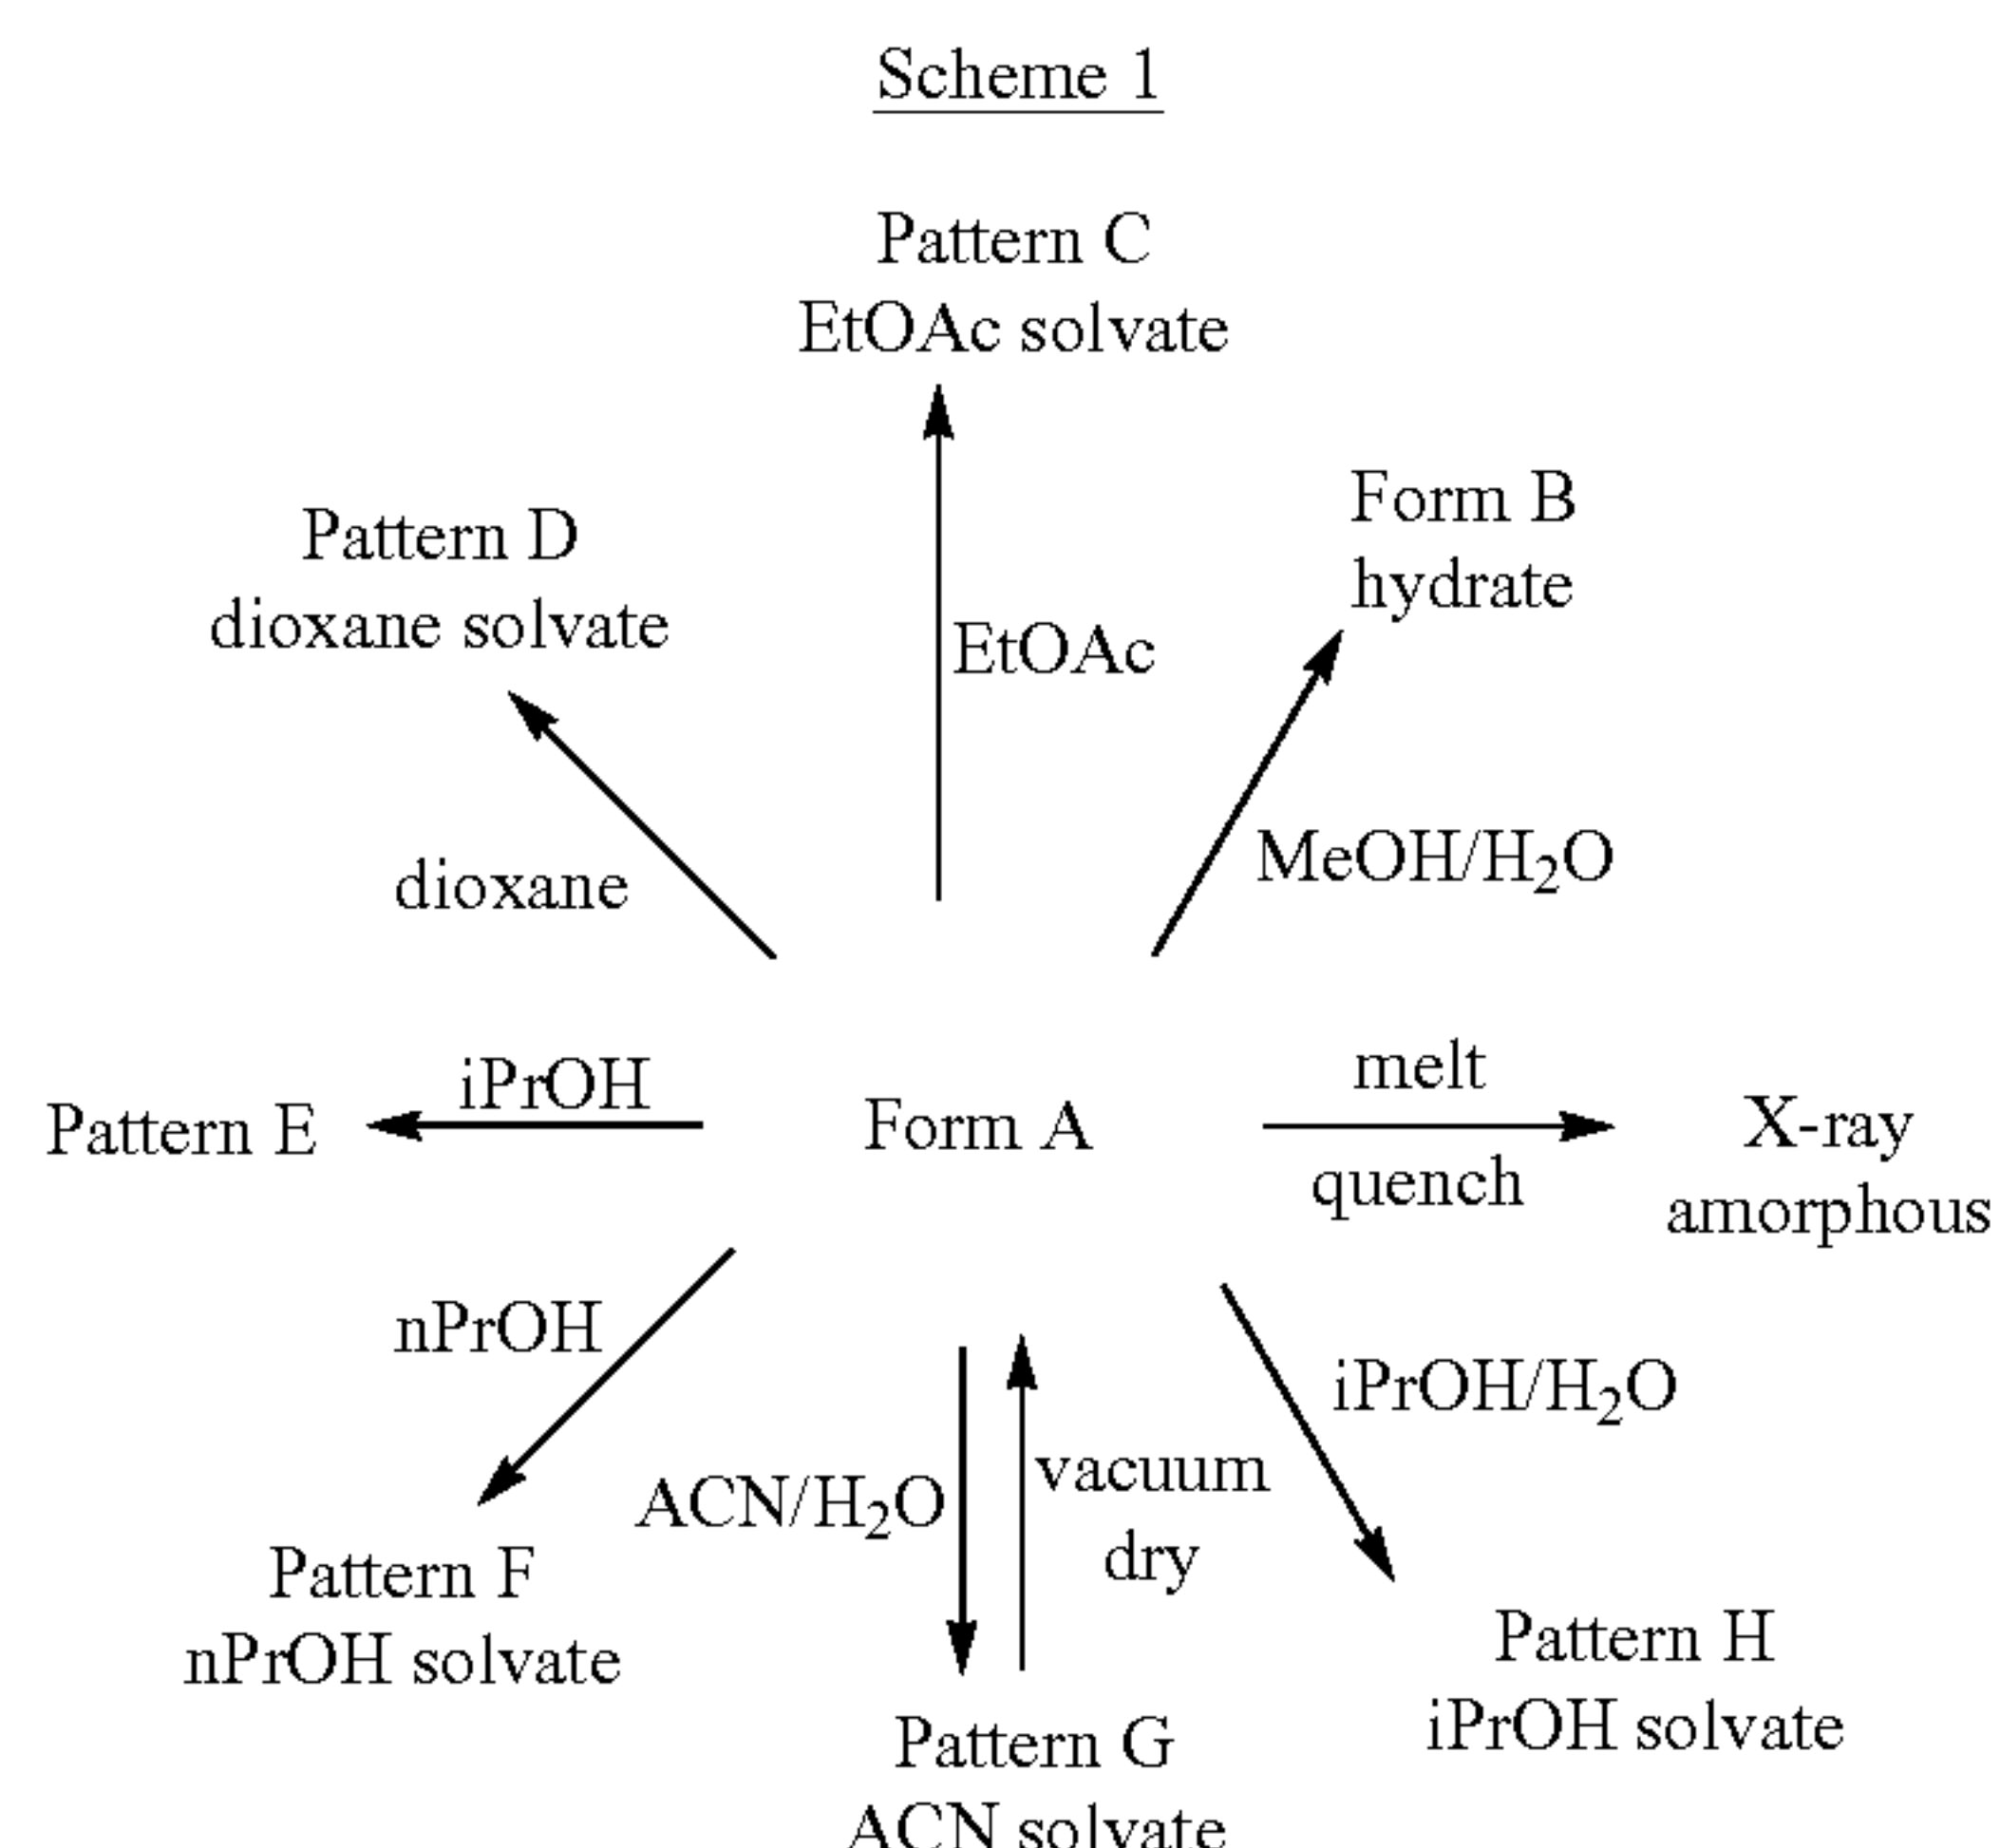 Scheme 1
Pattern C
EtOAc solvate
Form B
hydrate
Pattern D
dioxane solvate
EtOAc
MeOH/H₂O
dioxane
iPrOH
melt
Pattern E
Form A
X-ray
quench
amorphous
nPrOH
iPrOH/H₂O
ACN/H₂O
vacuum
dry
Pattern F
nPrOH solvate
Pattern H
iPrOH solvate
Pattern G
ACN solvate